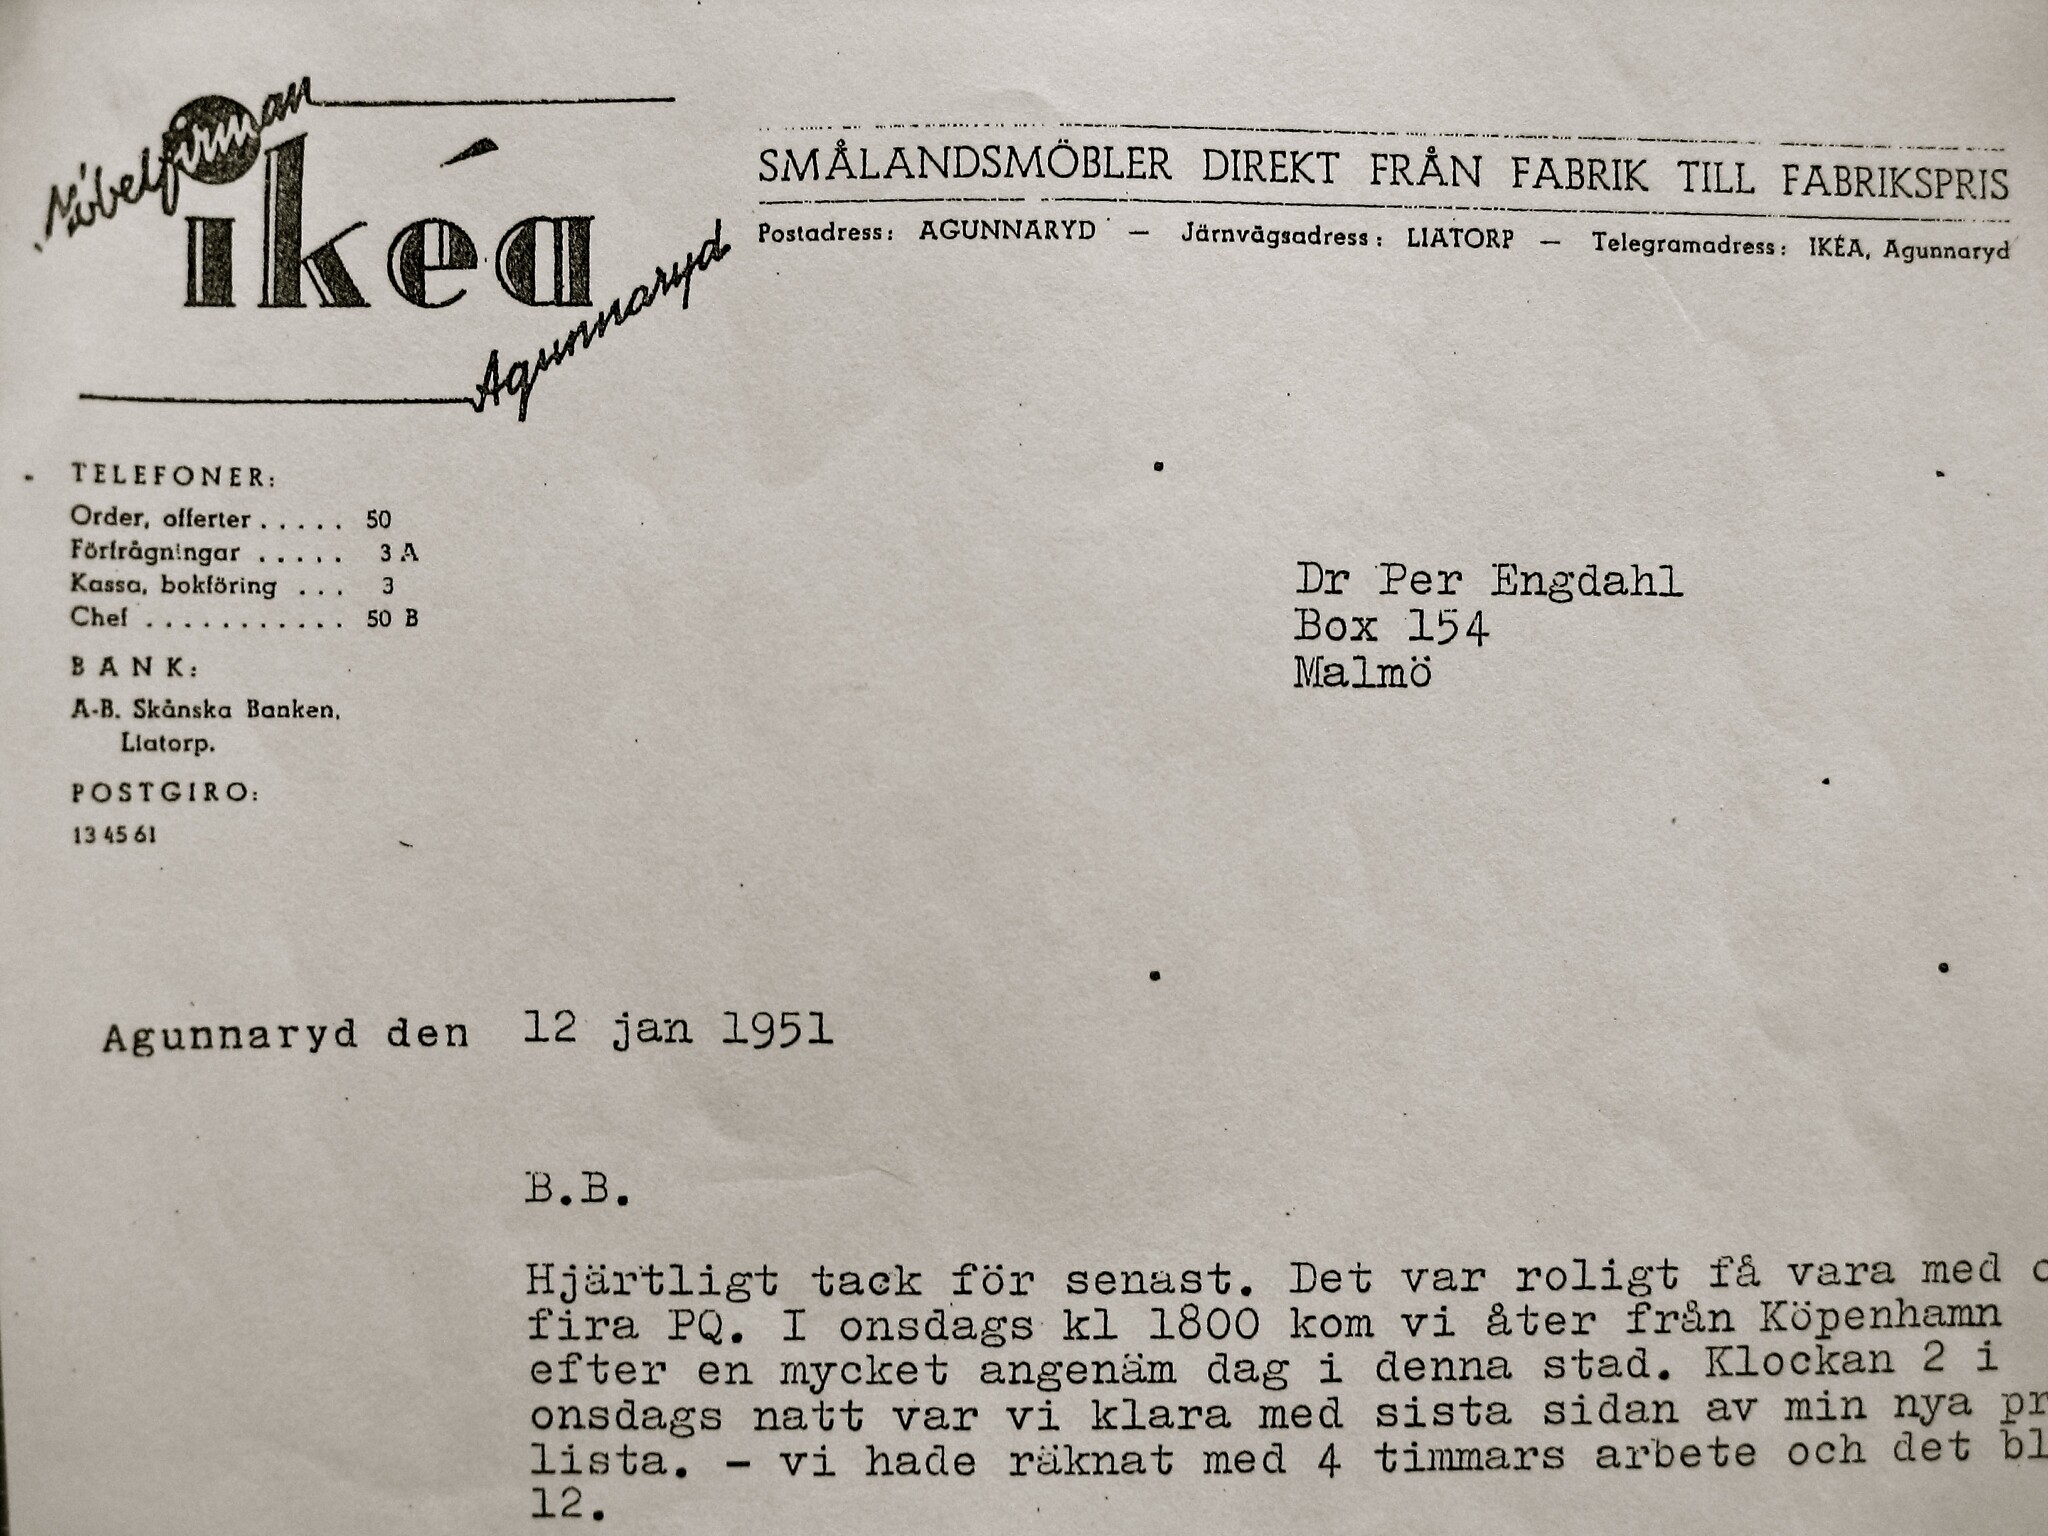 Möbelfirman
ikéa
Agunnaryd
SMÅLANDSMÖBLER DIREKT FRÅN FABRIK TILL FABRIKSPRIS
Postadress: AGUNNARYD — Järnvägsadress: LIATORP — Telegramadress: IKÉA, Agunnaryd
TELEFONER:
Order, offerter ..... 50
Förfrågningar ..... 3 A
Kassa, bokföring ... 3
Chef ........... 50 B
BANK:
A-B. Skånska Banken,
Liatorp.
POSTGIRO:
13 45 61
Dr Per Engdahl
Box 154
Malmö
Agunnaryd den 12 jan 1951
B.B.
Hjärtligt tack för senast. Det var roligt få vara med
fira PQ. I onsdags kl 1800 kom vi åter från Köpenhamn
efter en mycket angenäm dag i denna stad. Klockan 2 i
onsdags natt var vi klara med sista sidan av min nya pr
lista. - vi hade räknat med 4 timmars arbete och det bl
12.